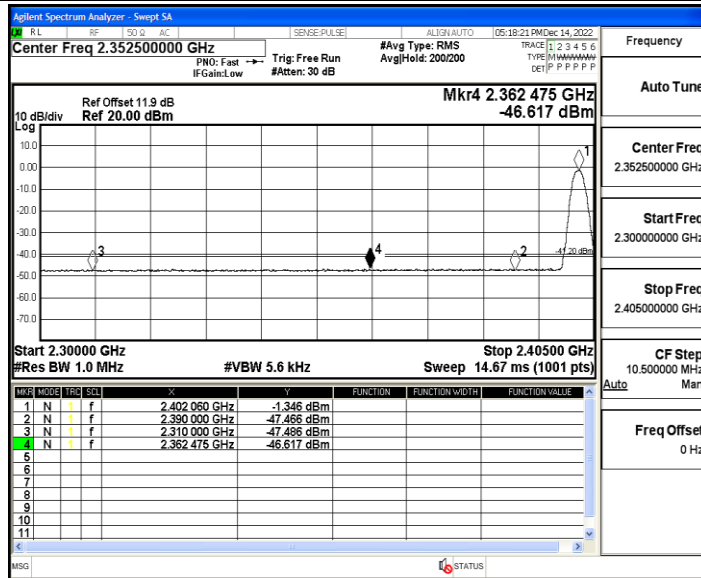 Agilent Spectrum Analyzer - Swept SA
RL RF 50 Ω AC SENSE:PULSE ALIGN AUTO 05:18:21 PM Dec 14, 2022
Center Freq 2.352500000 GHz
PNO: Fast
IFGain:Low
Trig: Free Run
#Atten: 30 dB
#Avg Type: RMS
Avg|Hold: 200/200
TRACE 1 2 3 4 5 6
TYPE MWWWWW
DET P P P P P P
Mkr4 2.362 475 GHz
-46.617 dBm
Ref Offset 11.9 dB
10 dB/div Ref 20.00 dBm
Log
10.0
0.00
-10.0
-20.0
-30.0
-40.0
-50.0
-60.0
-70.0
1
2
3
4
-41.20 dBm
Start 2.30000 GHz Stop 2.40500 GHz
#Res BW 1.0 MHz #VBW 5.6 kHz Sweep 14.67 ms (1001 pts)
MKR MODE TRC SCL X Y FUNCTION FUNCTION WIDTH FUNCTION VALUE
1 N 1 f 2.402 060 GHz -1.346 dBm
2 N 1 f 2.390 000 GHz -47.466 dBm
3 N 1 f 2.310 000 GHz -47.486 dBm
4 N 1 f 2.362 475 GHz -46.617 dBm
5
6
7
8
9
10
11
MSG STATUS
Frequency
Auto Tune
Center Freq
2.352500000 GHz
Start Freq
2.300000000 GHz
Stop Freq
2.405000000 GHz
CF Step
10.500000 MHz
Auto Man
Freq Offset
0 Hz